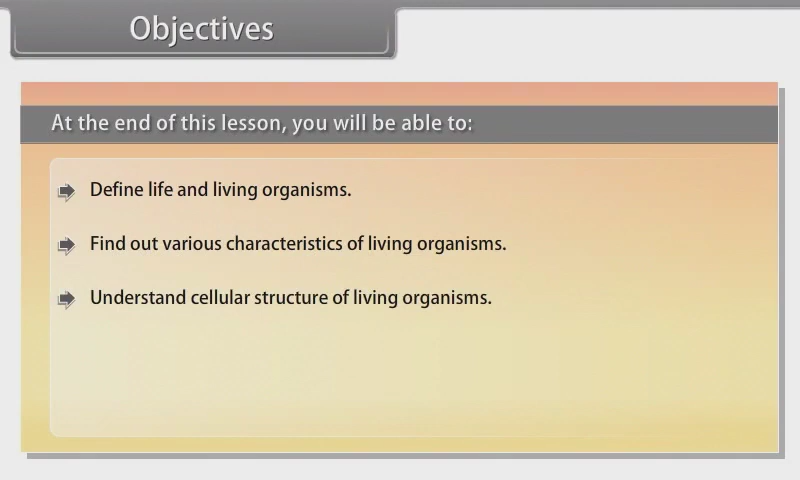 Objectives
At the end of this lesson, you will be able to:
Define life and living organisms.
Find out various characteristics of living organisms.
Understand cellular structure of living organisms.